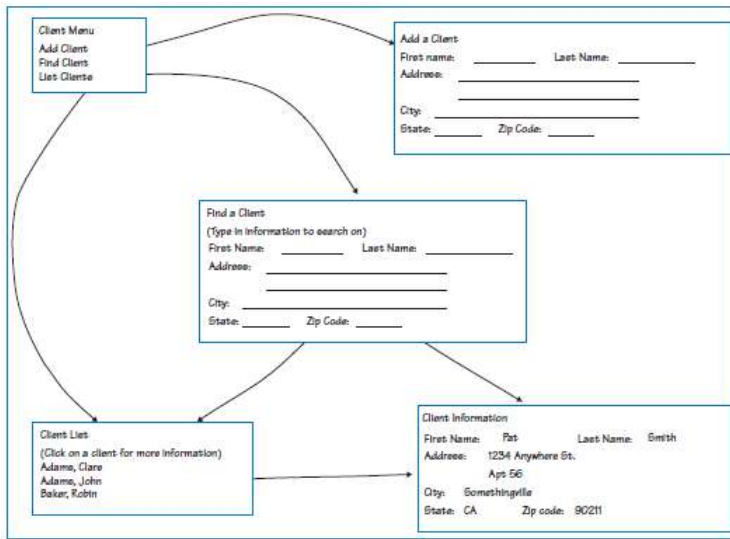 Client Menu
Add Client
Find Client
List Clients
Add a Client
First name: Last Name:
Address:
City:
State: Zip Code:
Find a Client
(Type in information to search on)
First Name: Last Name:
Address:
City:
State: Zip Code:
Client List
(Click on a client for more information)
Adams, Clare
Adams, John
Baker, Robin
Client Information
First Name: Pat Last Name: Smith
Address: 1234 Anywhere St.
Apt 56
City: Somethingville
State: CA Zip code: 90211